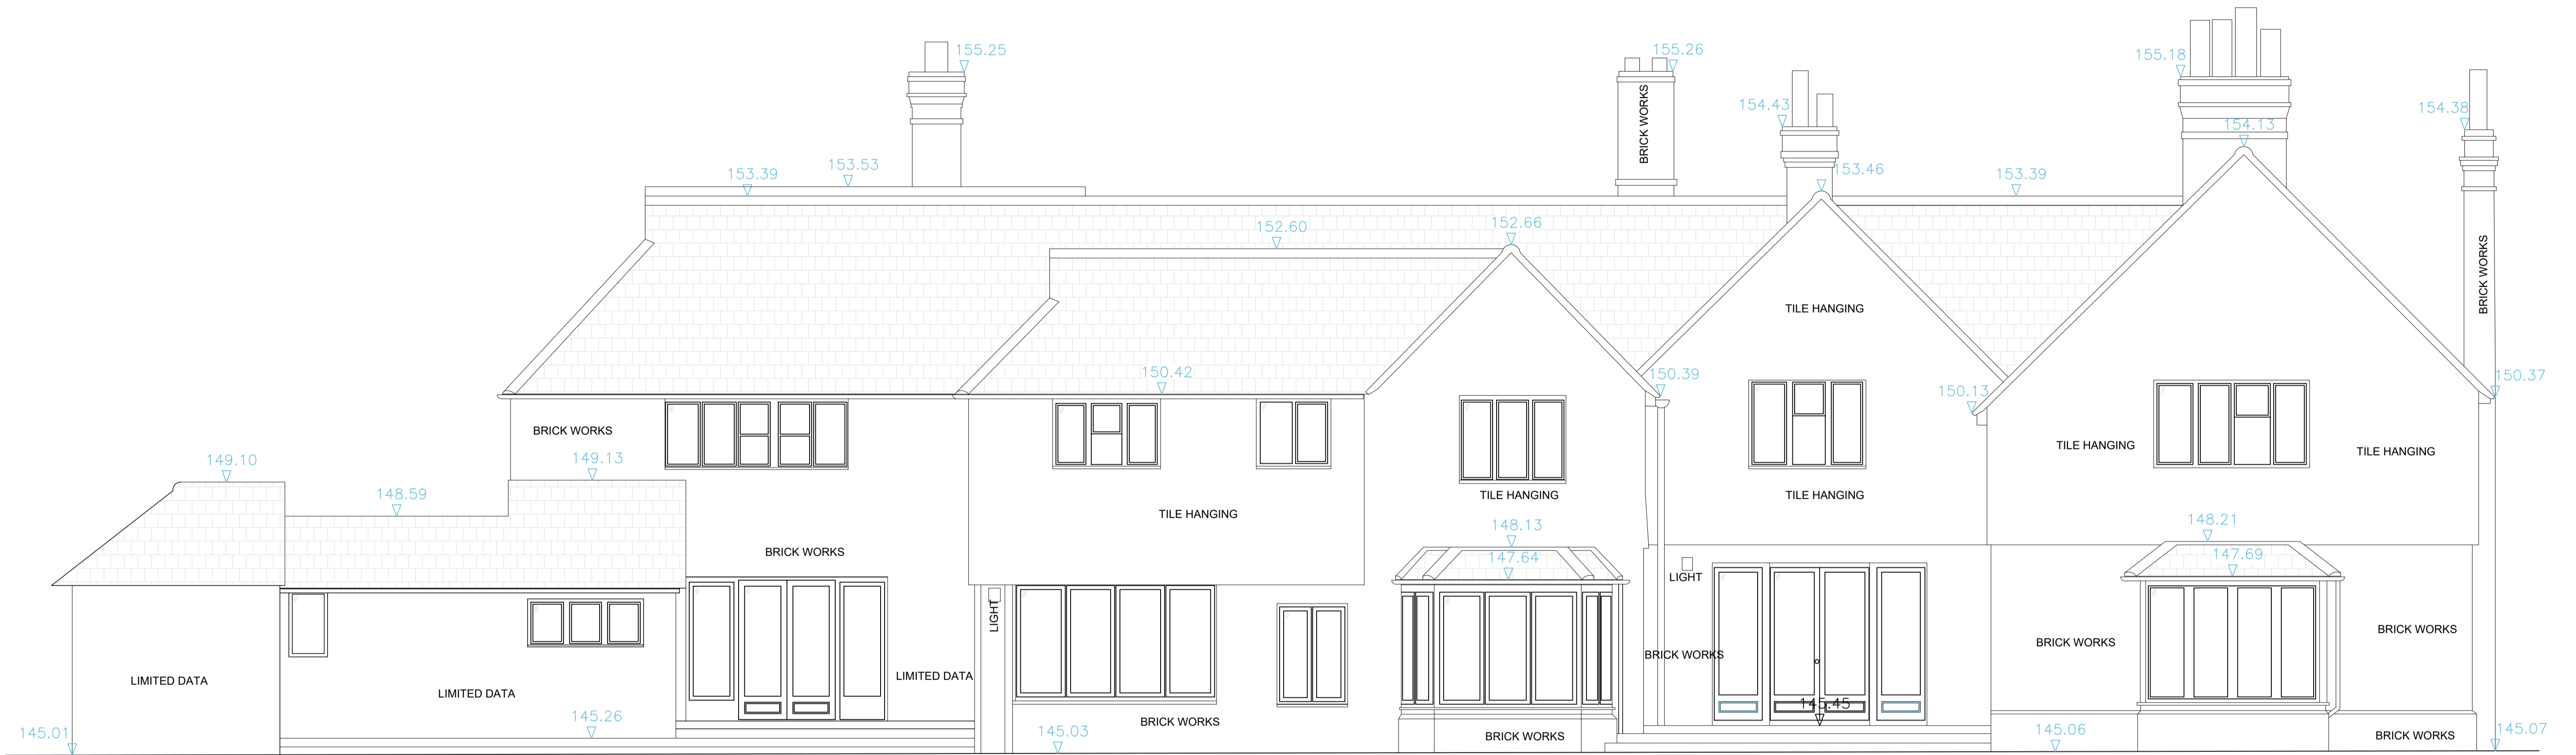 155.25
155.26
155.18
154.43
BRICK WORKS
154.38
154.13
153.39
153.53
153.46
153.39
152.60
152.66
BRICK WORKS
TILE HANGING
150.42
150.39
150.13
150.37
BRICK WORKS
TILE HANGING
TILE HANGING
149.10
149.13
148.59
TILE HANGING
TILE HANGING
TILE HANGING
148.13
148.21
BRICK WORKS
147.64
147.69
LIGHT
LIGHT
BRICK WORKS
BRICK WORKS
BRICK WORKS
LIMITED DATA
LIMITED DATA
LIMITED DATA
145.45
145.26
BRICK WORKS
BRICK WORKS
BRICK WORKS
145.01
145.03
145.06
145.07